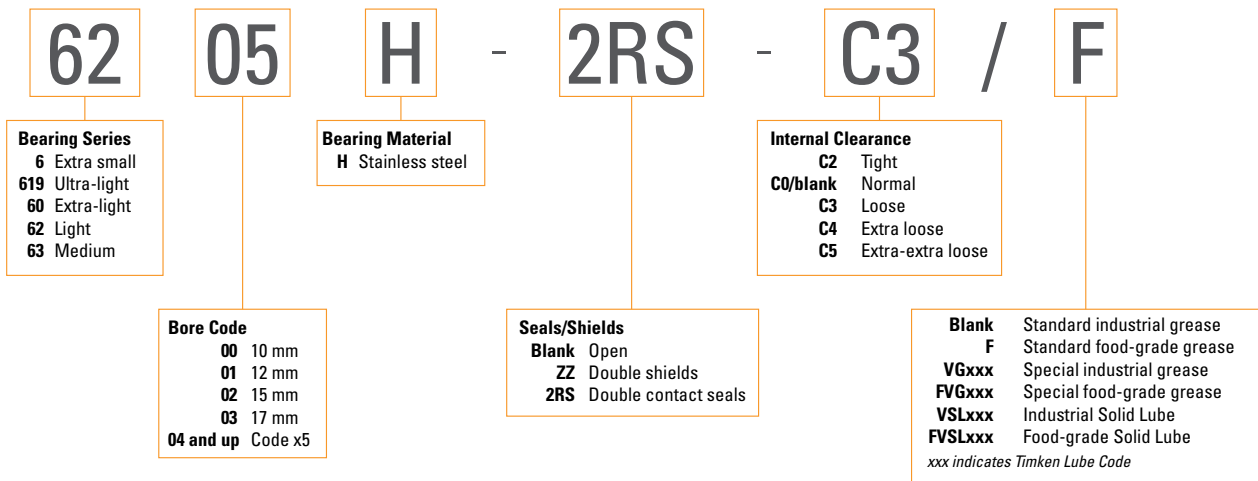 62 05 H - 2RS - C3 / F
Bearing Series
6 Extra small
619 Ultra-light
60 Extra-light
62 Light
63 Medium
Bearing Material
H Stainless steel
Internal Clearance
C2 Tight
C0/blank Normal
C3 Loose
C4 Extra loose
C5 Extra-extra loose
Bore Code
00 10 mm
01 12 mm
02 15 mm
03 17 mm
04 and up Code x5
Seals/Shields
Blank Open
ZZ Double shields
2RS Double contact seals
Blank Standard industrial grease
F Standard food-grade grease
VGxxx Special industrial grease
FVGxxx Special food-grade grease
VSLxxx Industrial Solid Lube
FVSLxxx Food-grade Solid Lube
xxx indicates Timken Lube Code